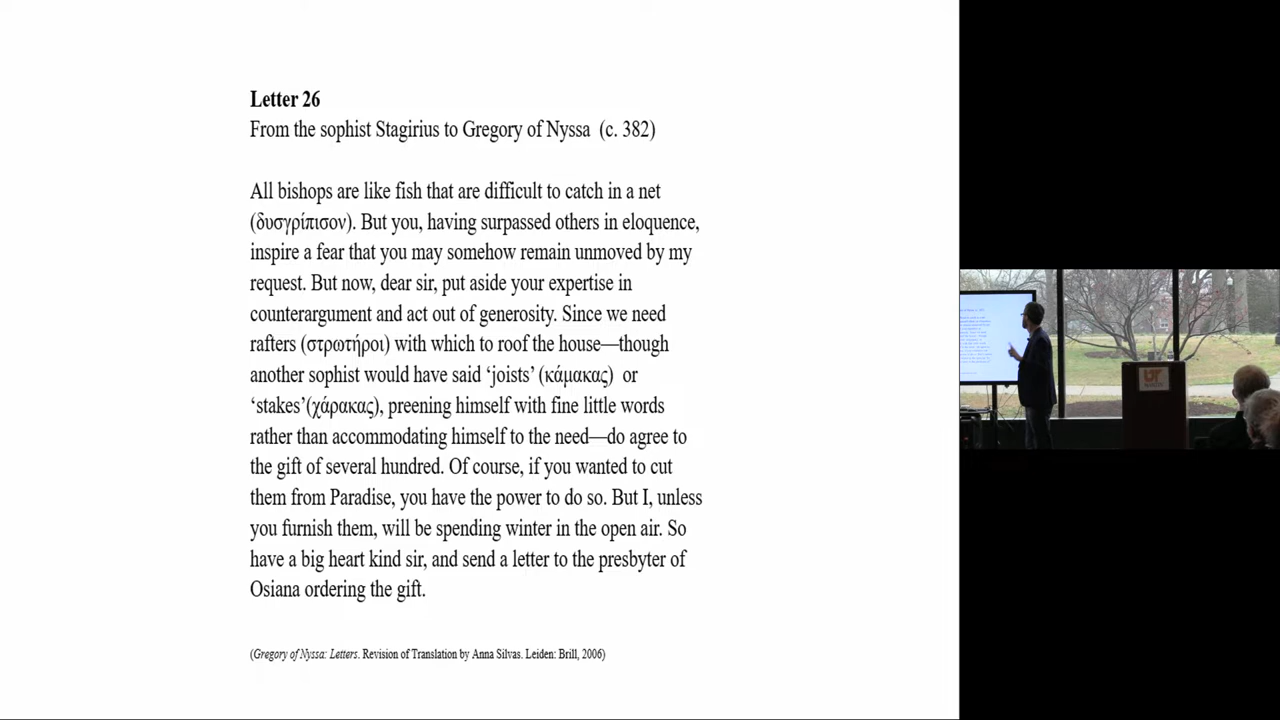 Letter 26
From the sophist Stagirius to Gregory of Nyssa (c. 382)
All bishops are like fish that are difficult to catch in a net
(δυσγρίπισον). But you, having surpassed others in eloquence,
inspire a fear that you may somehow remain unmoved by my
request. But now, dear sir, put aside your expertise in
counterargument and act out of generosity. Since we need
rafters (στρωτηροι) with which to roof the house—though
another sophist would have said ‘joists’ (κάμακας) or
‘stakes’(χάρακας), preening himself with fine little words
rather than accommodating himself to the need—do agree to
the gift of several hundred. Of course, if you wanted to cut
them from Paradise, you have the power to do so. But I, unless
you furnish them, will be spending winter in the open air. So
have a big heart kind sir, and send a letter to the presbyter of
Osiana ordering the gift.
(Gregory of Nyssa: Letters. Revision of Translation by Anna Silvas. Leiden: Brill, 2006)
UT